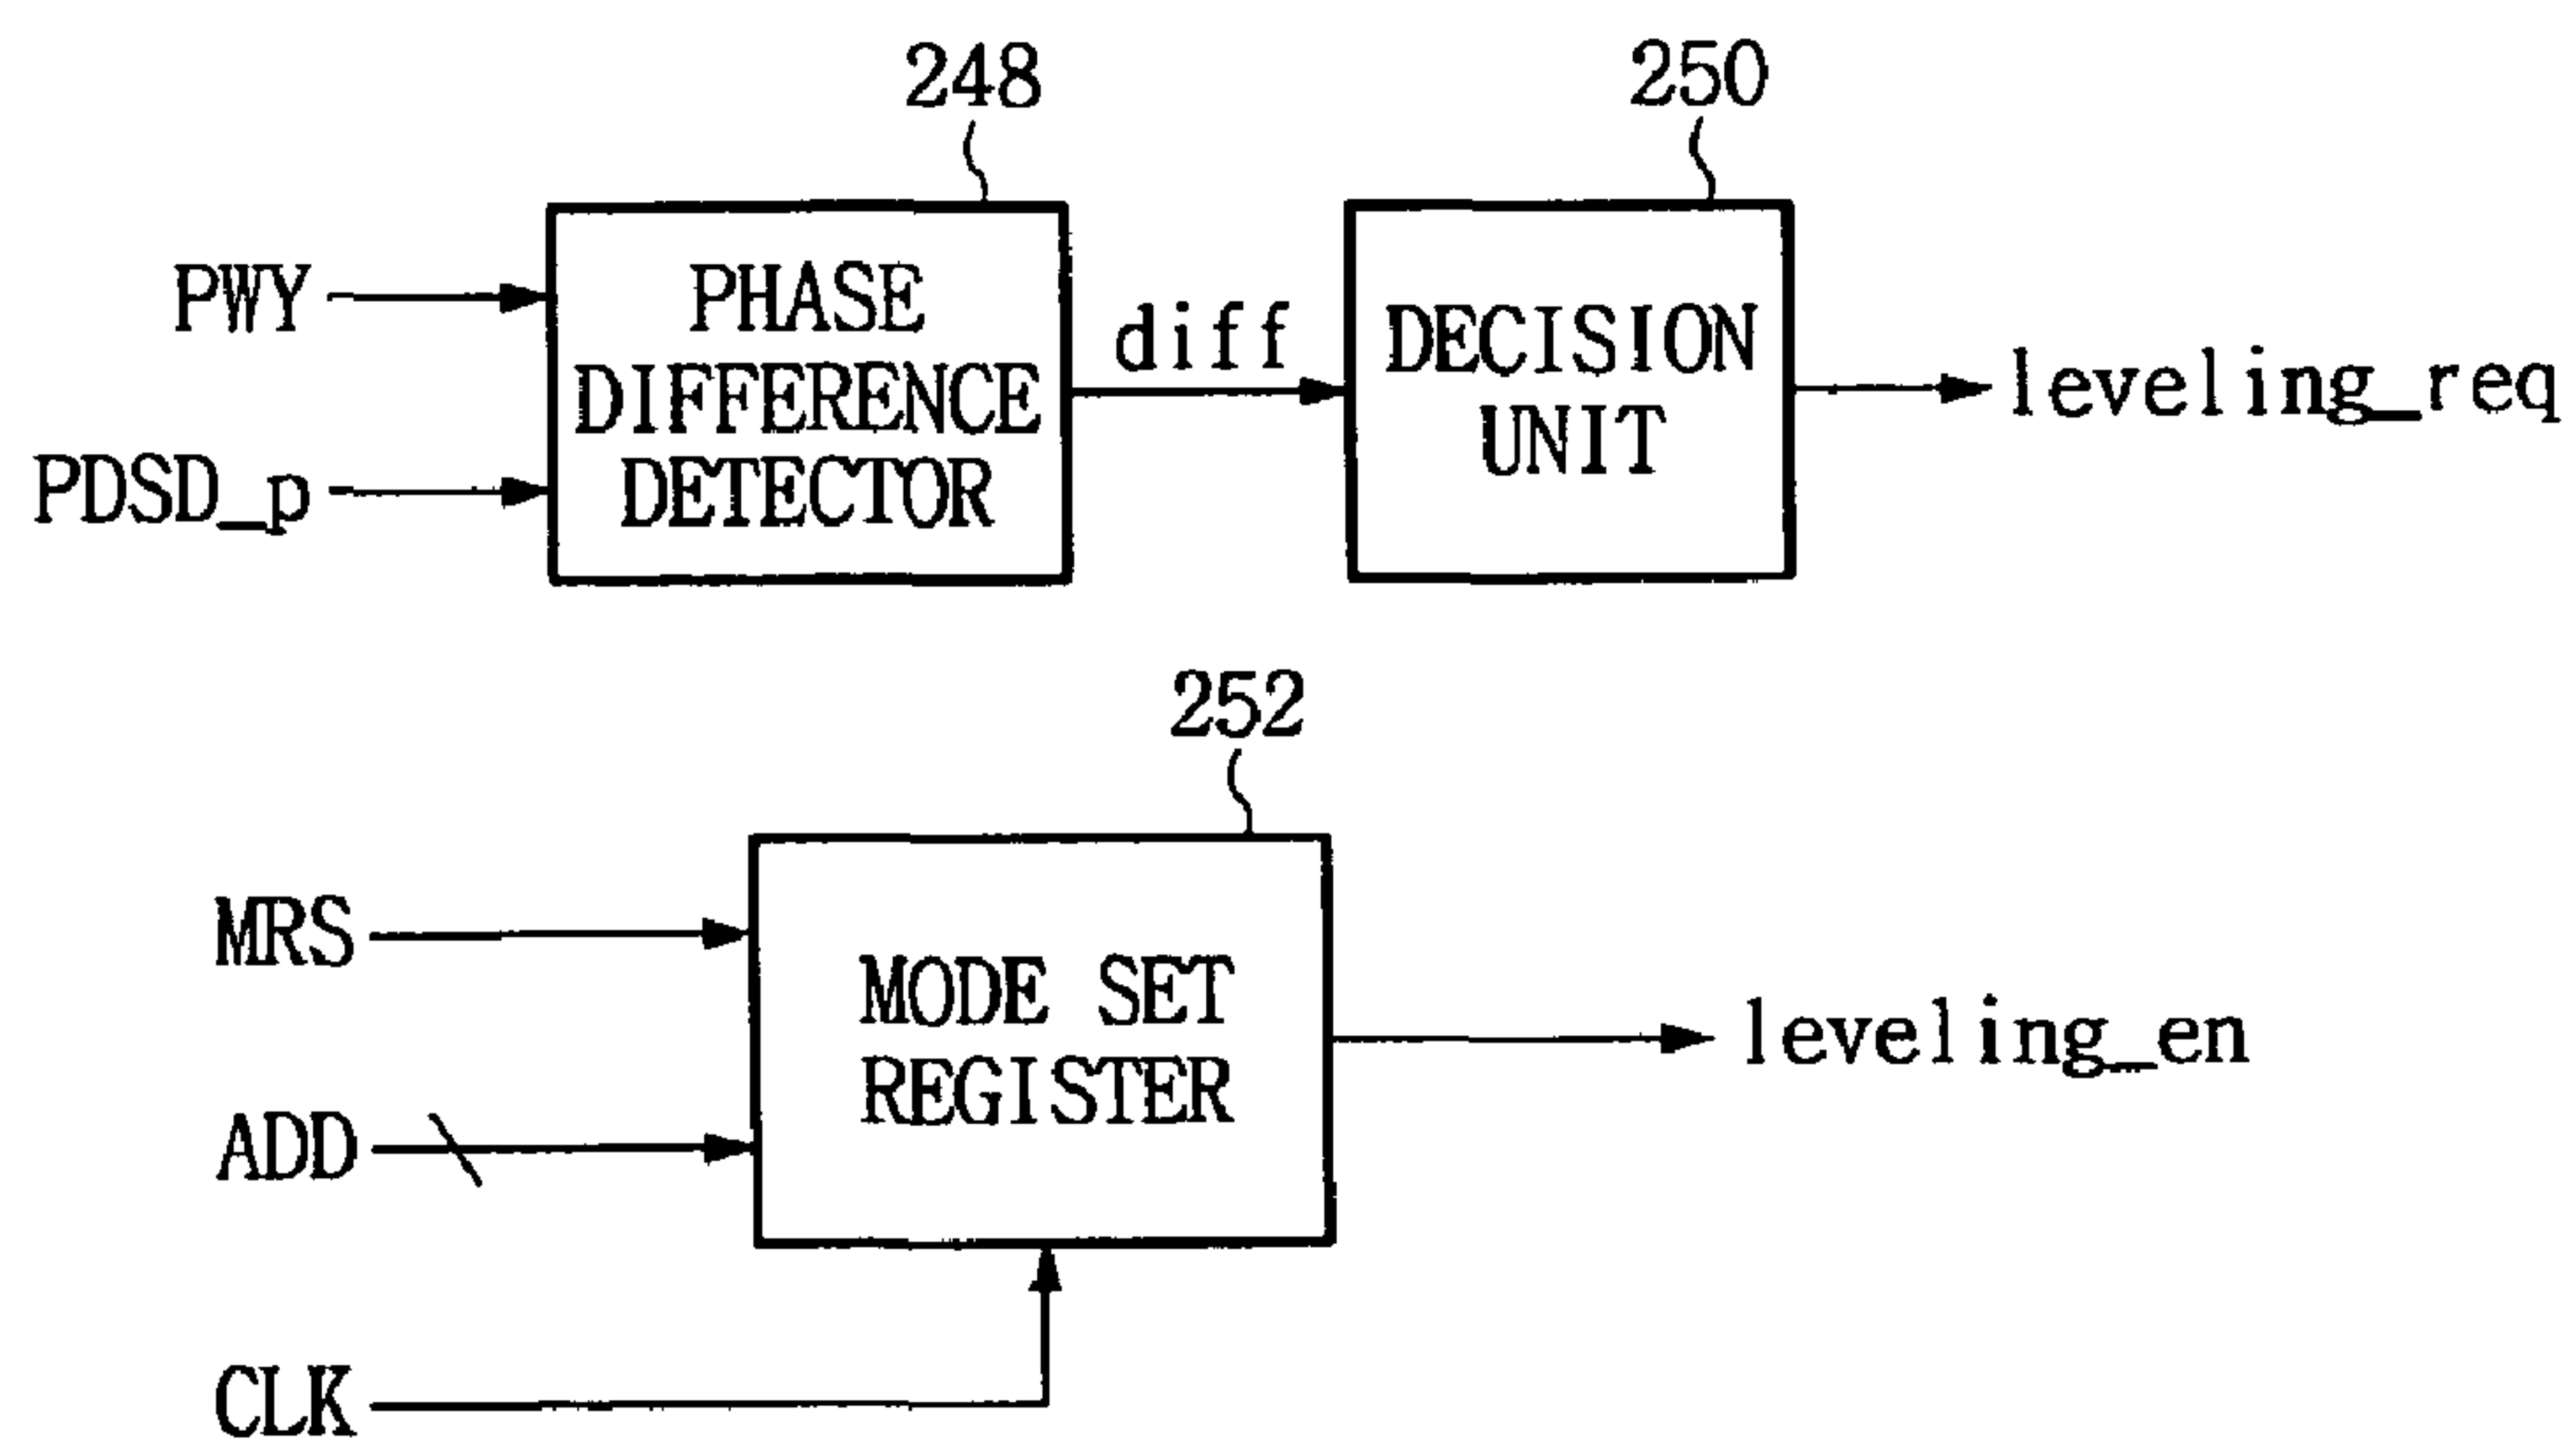 248
250
PWY
PDSD_p
PHASE
DIFFERENCE
DETECTOR
diff
DECISION
UNIT
leveling_req
252
MRS
ADD
CLK
MODE SET
REGISTER
leveling_en